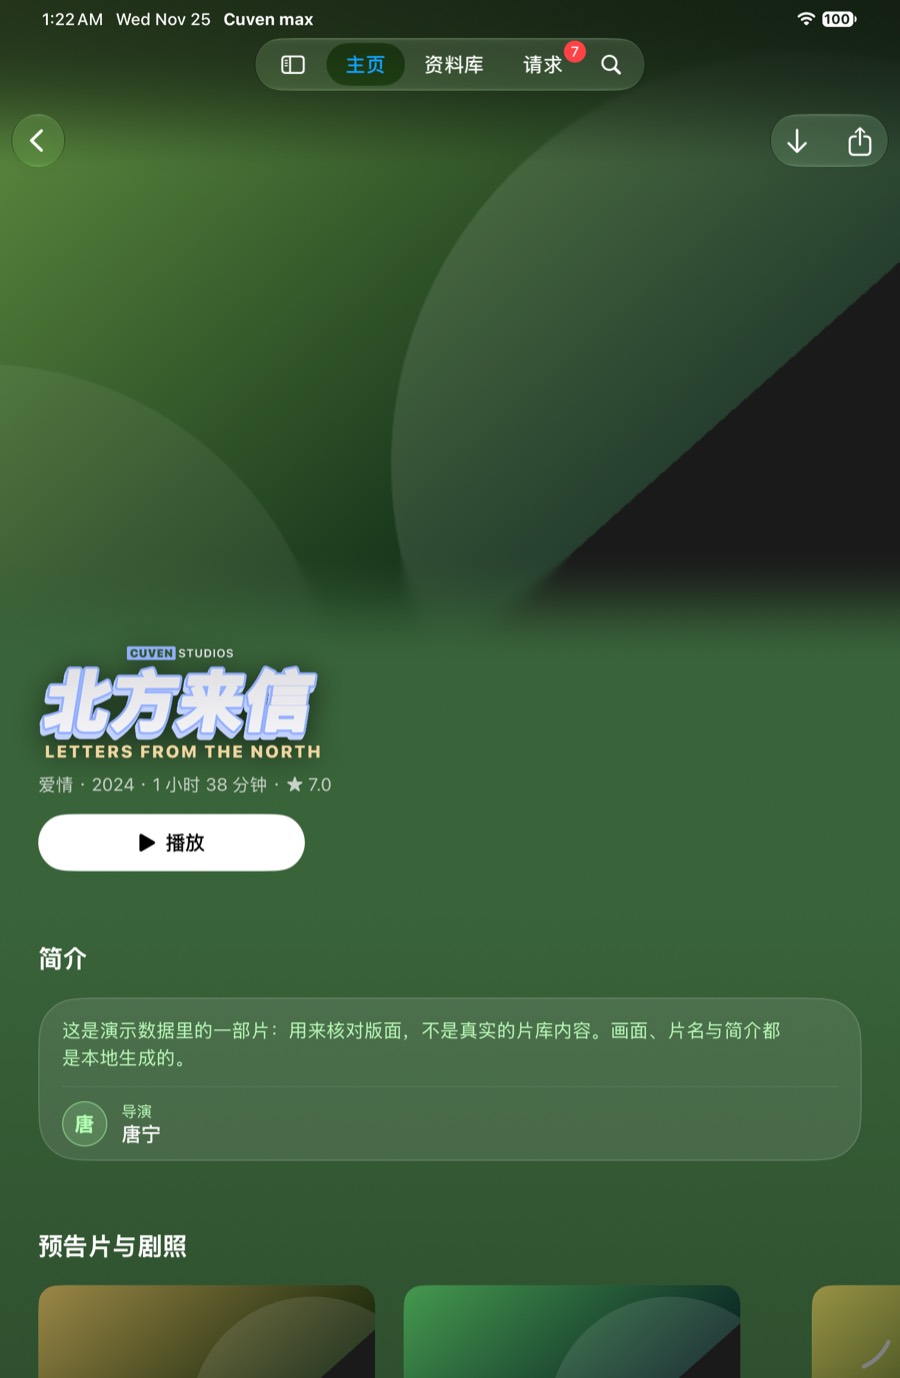 1:22 AM Wed Nov 25 Cuven max
100
主页 资料库 请求 7
CUVEN STUDIOS
北方来信
LETTERS FROM THE NORTH
爱情 · 2024 · 1 小时 38 分钟 · ★ 7.0
播放
简介
这是演示数据里的一部片：用来核对版面，不是真实的片库内容。画面、片名与简介都
是本地生成的。
唐
导演
唐宁
预告片与剧照